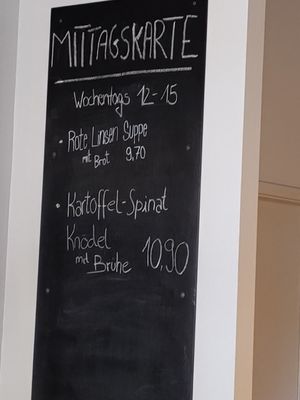 MITTAGSKARTE
Wochentags 12-15
• Rote Linsen Suppe
mit Brot 9,70
• Kartoffel-Spinat
Knödel 10,90
mit Brühe